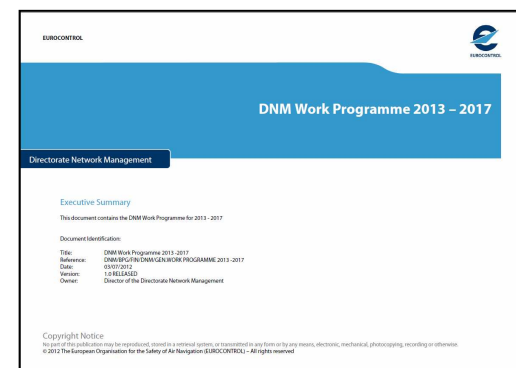 EUROCONTROL
EUROCONTROL
DNM Work Programme 2013 – 2017
Directorate Network Management
Executive Summary
This document contains the DNM Work Programme for 2013 - 2017
Document Identification:
Title: DNM Work Programme 2013 -2017
Reference: DNM/BPG/FIN/DNM/GEN:WORK PROGRAMME 2013 -2017
Date: 03/07/2012
Version: 1.0 RELEASED
Owner: Director of the Directorate Network Management
Copyright Notice
No part of this publication may be reproduced, stored in a retrieval system, or transmitted in any form or by any means, electronic, mechanical, photocopying, recording or otherwise.
© 2012 The European Organisation for the Safety of Air Navigation (EUROCONTROL) – All rights reserved